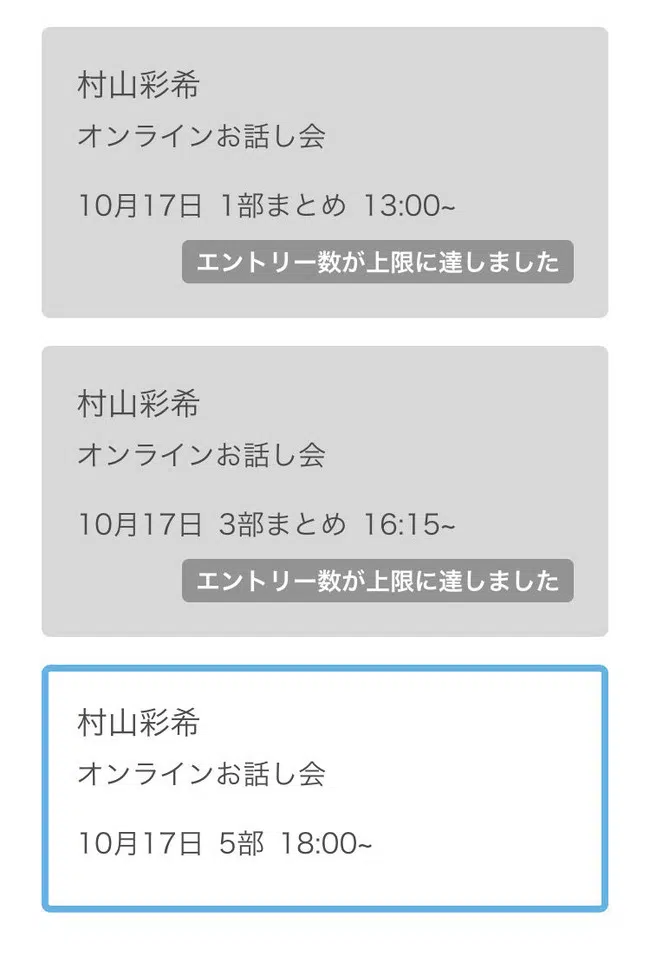 村山彩希
オンラインお話し会
10月17日 1部まとめ 13:00~
エントリー数が上限に達しました
村山彩希
オンラインお話し会
10月17日 3部まとめ 16:15~
エントリー数が上限に達しました
村山彩希
オンラインお話し会
10月17日 5部 18:00~